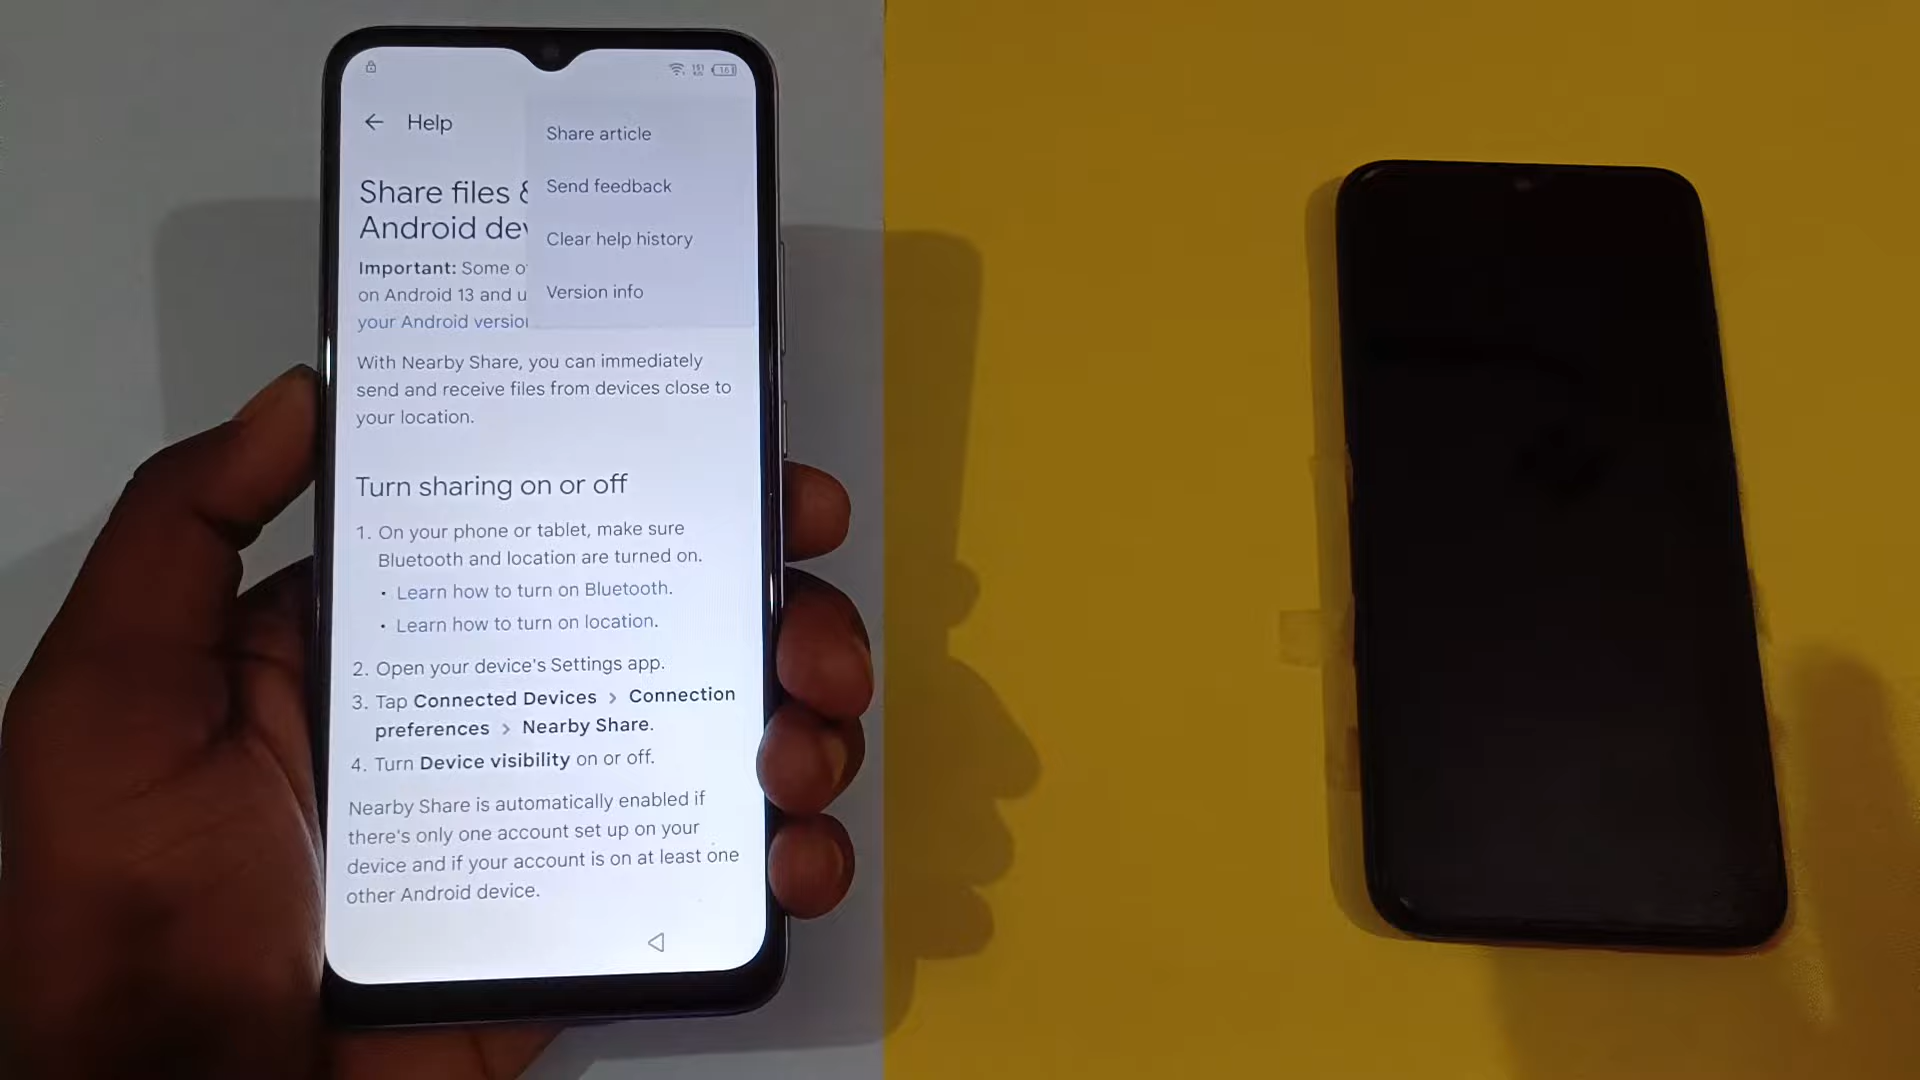 Help
Share article
Send feedback
Clear help history
Version info
Share files &
Android dev
Important: Some o
on Android 13 and u
your Android version
With Nearby Share, you can immediately
send and receive files from devices close to
your location.
Turn sharing on or off
1. On your phone or tablet, make sure
Bluetooth and location are turned on.
• Learn how to turn on Bluetooth.
• Learn how to turn on location.
2. Open your device's Settings app.
3. Tap Connected Devices > Connection
preferences > Nearby Share.
4. Turn Device visibility on or off.
Nearby Share is automatically enabled if
there's only one account set up on your
device and if your account is on at least one
other Android device.